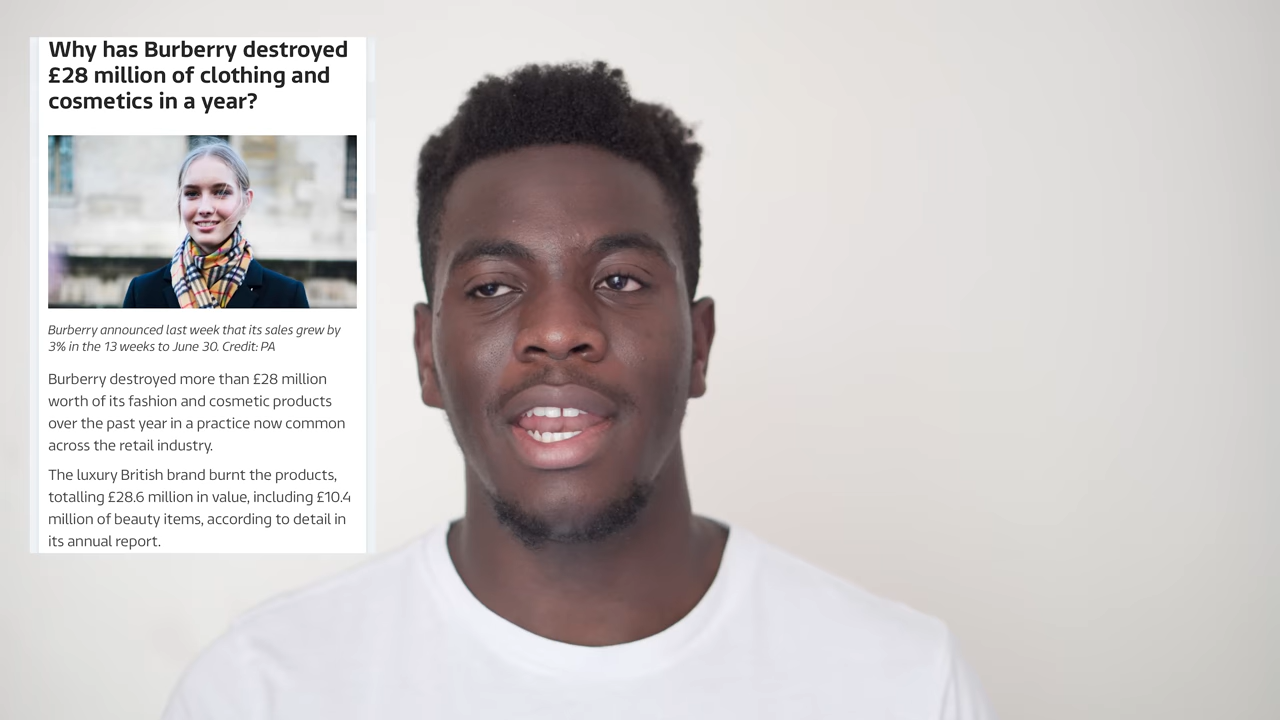 Why has Burberry destroyed
£28 million of clothing and
cosmetics in a year?
Burberry announced last week that its sales grew by
3% in the 13 weeks to June 30. Credit: PA
Burberry destroyed more than £28 million
worth of its fashion and cosmetic products
over the past year in a practice now common
across the retail industry.
The luxury British brand burnt the products,
totalling £28.6 million in value, including £10.4
million of beauty items, according to detail in
its annual report.